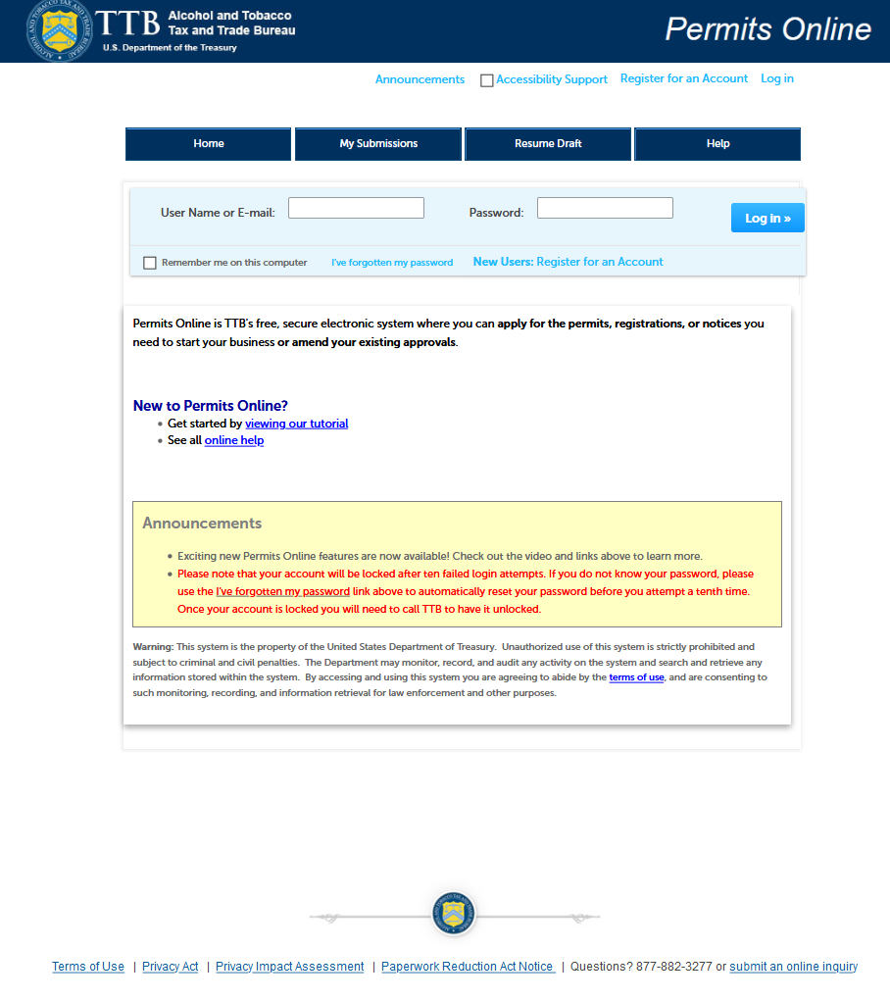 TTB Alcohol and Tobacco
Tax and Trade Bureau
U.S. Department of the Treasury
Permits Online
Announcements Accessibility Support Register for an Account Log in
Home My Submissions Resume Draft Help
User Name or E-mail: Password: Log in »
Remember me on this computer I've forgotten my password New Users: Register for an Account
Permits Online is TTB's free, secure electronic system where you can apply for the permits, registrations, or notices you
need to start your business or amend your existing approvals.
New to Permits Online?
• Get started by viewing our tutorial
• See all online help
Announcements
• Exciting new Permits Online features are now available! Check out the video and links above to learn more.
• Please note that your account will be locked after ten failed login attempts. If you do not know your password, please
use the I've forgotten my password link above to automatically reset your password before you attempt a tenth time.
Once your account is locked you will need to call TTB to have it unlocked.
Warning: This system is the property of the United States Department of Treasury. Unauthorized use of this system is strictly prohibited and
subject to criminal and civil penalties. The Department may monitor, record, and audit any activity on the system and search and retrieve any
information stored within the system. By accessing and using this system you are agreeing to abide by the terms of use, and are consenting to
such monitoring, recording, and information retrieval for law enforcement and other purposes.
Terms of Use | Privacy Act | Privacy Impact Assessment | Paperwork Reduction Act Notice | Questions? 877-882-3277 or submit an online inquiry